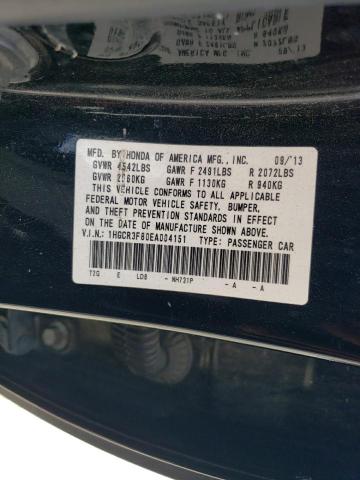 MFD. BY HONDA OF AMERICA MFG., INC. 09/13
GVWR 4542LBS GAWR F 2491LBS R 2072LBS
GVWR 2060KG GAWR F 1130KG R 940KG
THIS VEHICLE CONFORMS TO ALL APPLICABLE
FEDERAL MOTOR VEHICLE SAFETY, BUMPER,
AND THEFT PREVENTION STANDARDS IN EFFECT
ON THE DATE OF MANUFACTURE SHOWN ABOVE.
V.I.N.: 1HGCR3F80EA004151 TYPE: PASSENGER CAR
T2G E LDB - NH731P - A - A